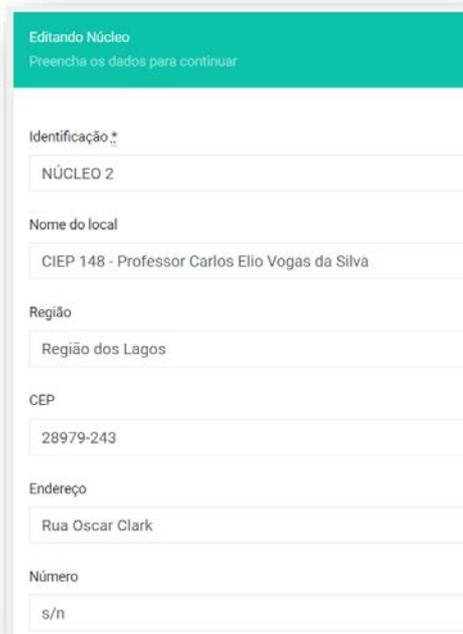 Editando Núcleo
Preencha os dados para continuar
Identificação *
NÚCLEO 2
Nome do local
CIEP 148 - Professor Carlos Elio Vogas da Silva
Região
Região dos Lagos
CEP
28979-243
Endereço
Rua Oscar Clark
Número
s/n